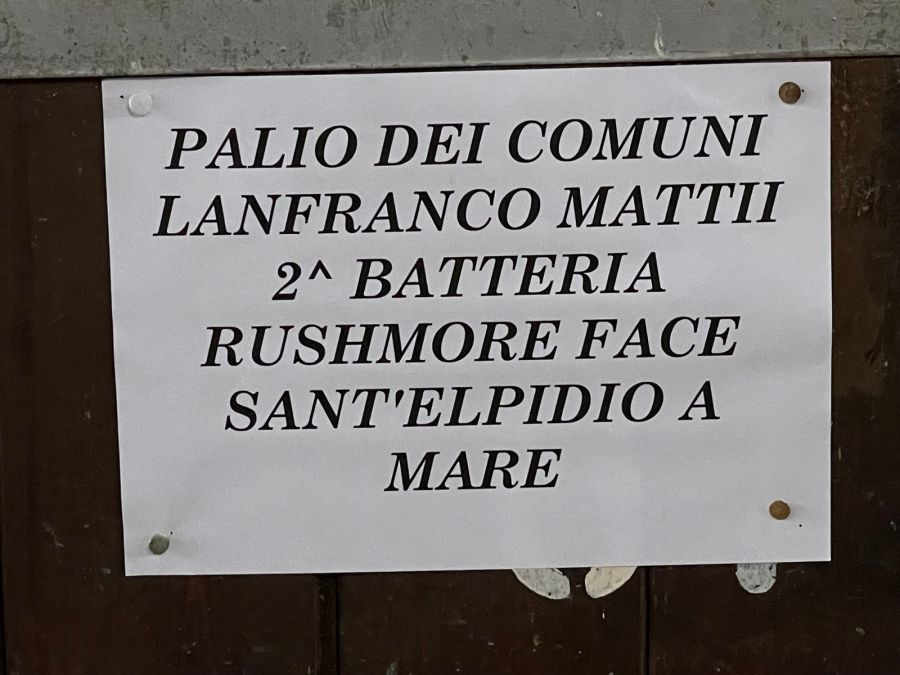 PALIO DEI COMUNI
LANFRANCO MATTII
2^ BATTERIA
RUSHMORE FACE
SANT'ELPIDIO A
MARE